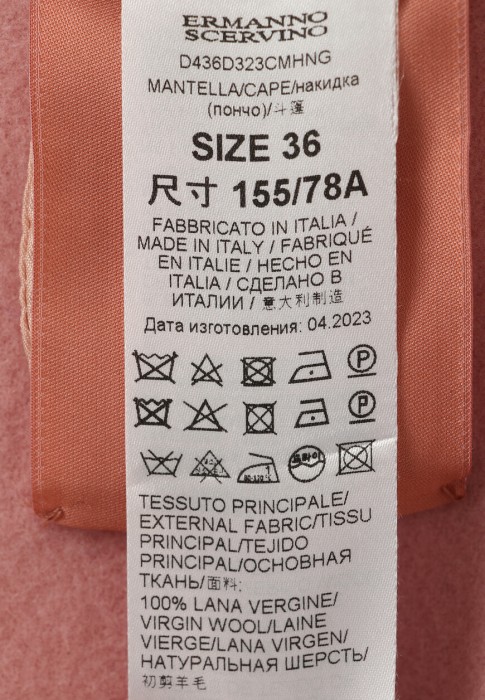 ERMANNO
SCERVINO
D436D323CMHNG
MANTELLA/CAPE/накидка
(пончо)/斗篷
SIZE 36
尺寸 155/78A
FABBRICATO IN ITALIA /
MADE IN ITALY / FABRIQUÉ
EN ITALIE / HECHO EN
ITALIA / СДЕЛАНО В
ИТАЛИИ / 意大利制造
Дата изготовления: 04.2023
P
P
드라이
TESSUTO PRINCIPALE/
EXTERNAL FABRIC/TISSU
PRINCIPAL/TEJIDO
PRINCIPAL/ОСНОВНАЯ
ТКАНЬ/面料:
100% LANA VERGINE/
VIRGIN WOOL/LAINE
VIERGE/LANA VIRGEN/
НАТУРАЛЬНАЯ ШЕРСТЬ/
初剪羊毛